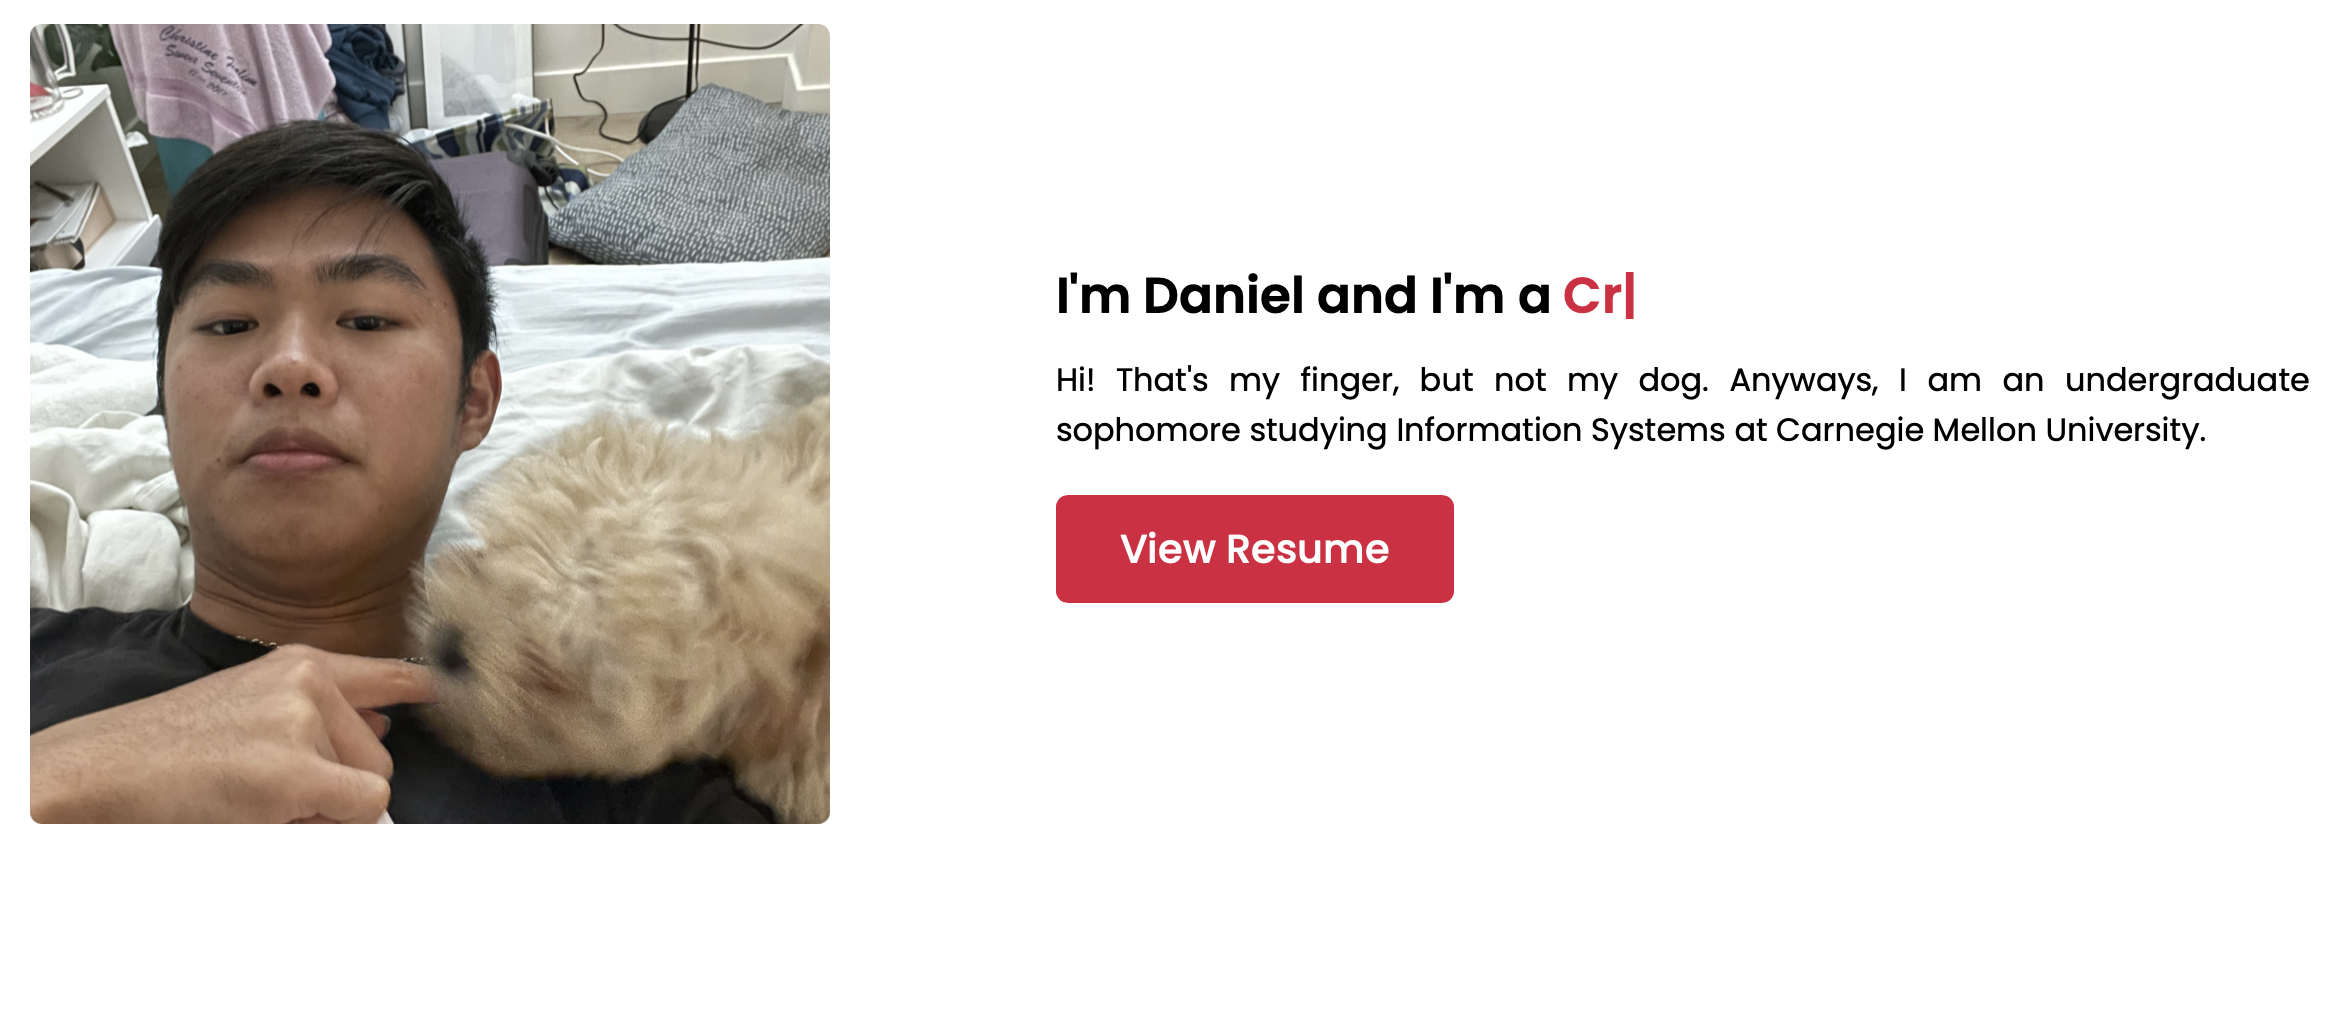 Christine
Sweet
I'm Daniel and I'm a Cr
Hi! That's my finger, but not my dog. Anyways, I am an undergraduate
sophomore studying Information Systems at Carnegie Mellon University.
View Resume